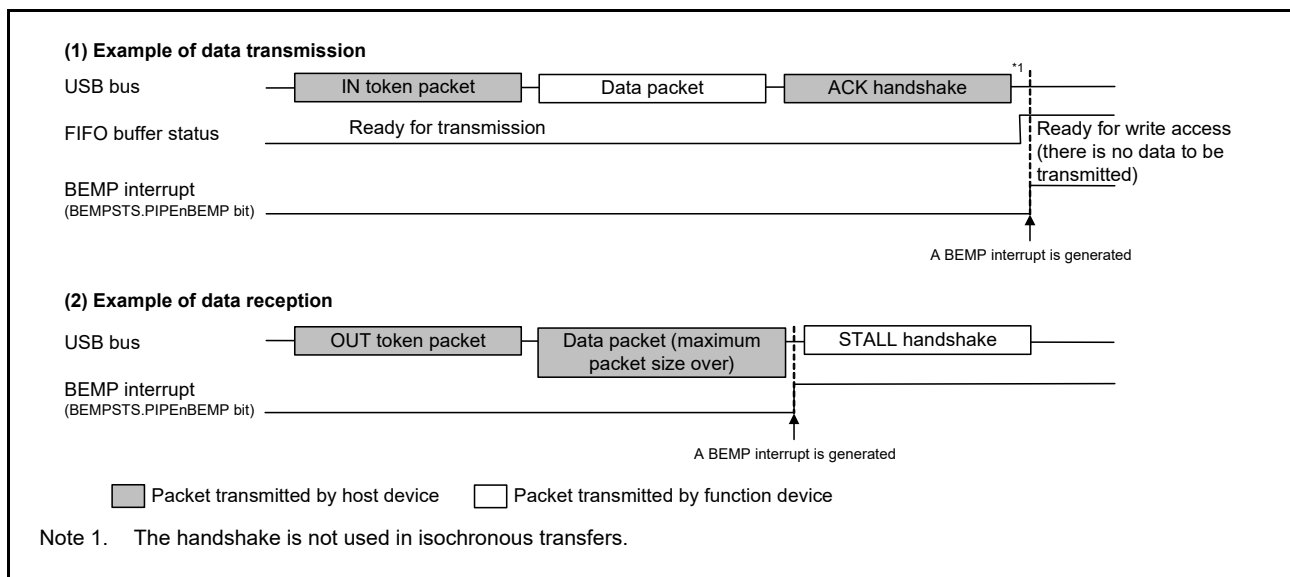 (1) Example of data transmission
USB bus
IN token packet
Data packet
ACK handshake
*1
FIFO buffer status
Ready for transmission
Ready for write access
(there is no data to be
transmitted)
BEMP interrupt
(BEMPSTS.PIPEnBEMP bit)
A BEMP interrupt is generated
(2) Example of data reception
USB bus
OUT token packet
Data packet (maximum
packet size over)
STALL handshake
BEMP interrupt
(BEMPSTS.PIPEnBEMP bit)
A BEMP interrupt is generated
Packet transmitted by host device
Packet transmitted by function device
Note 1. The handshake is not used in isochronous transfers.